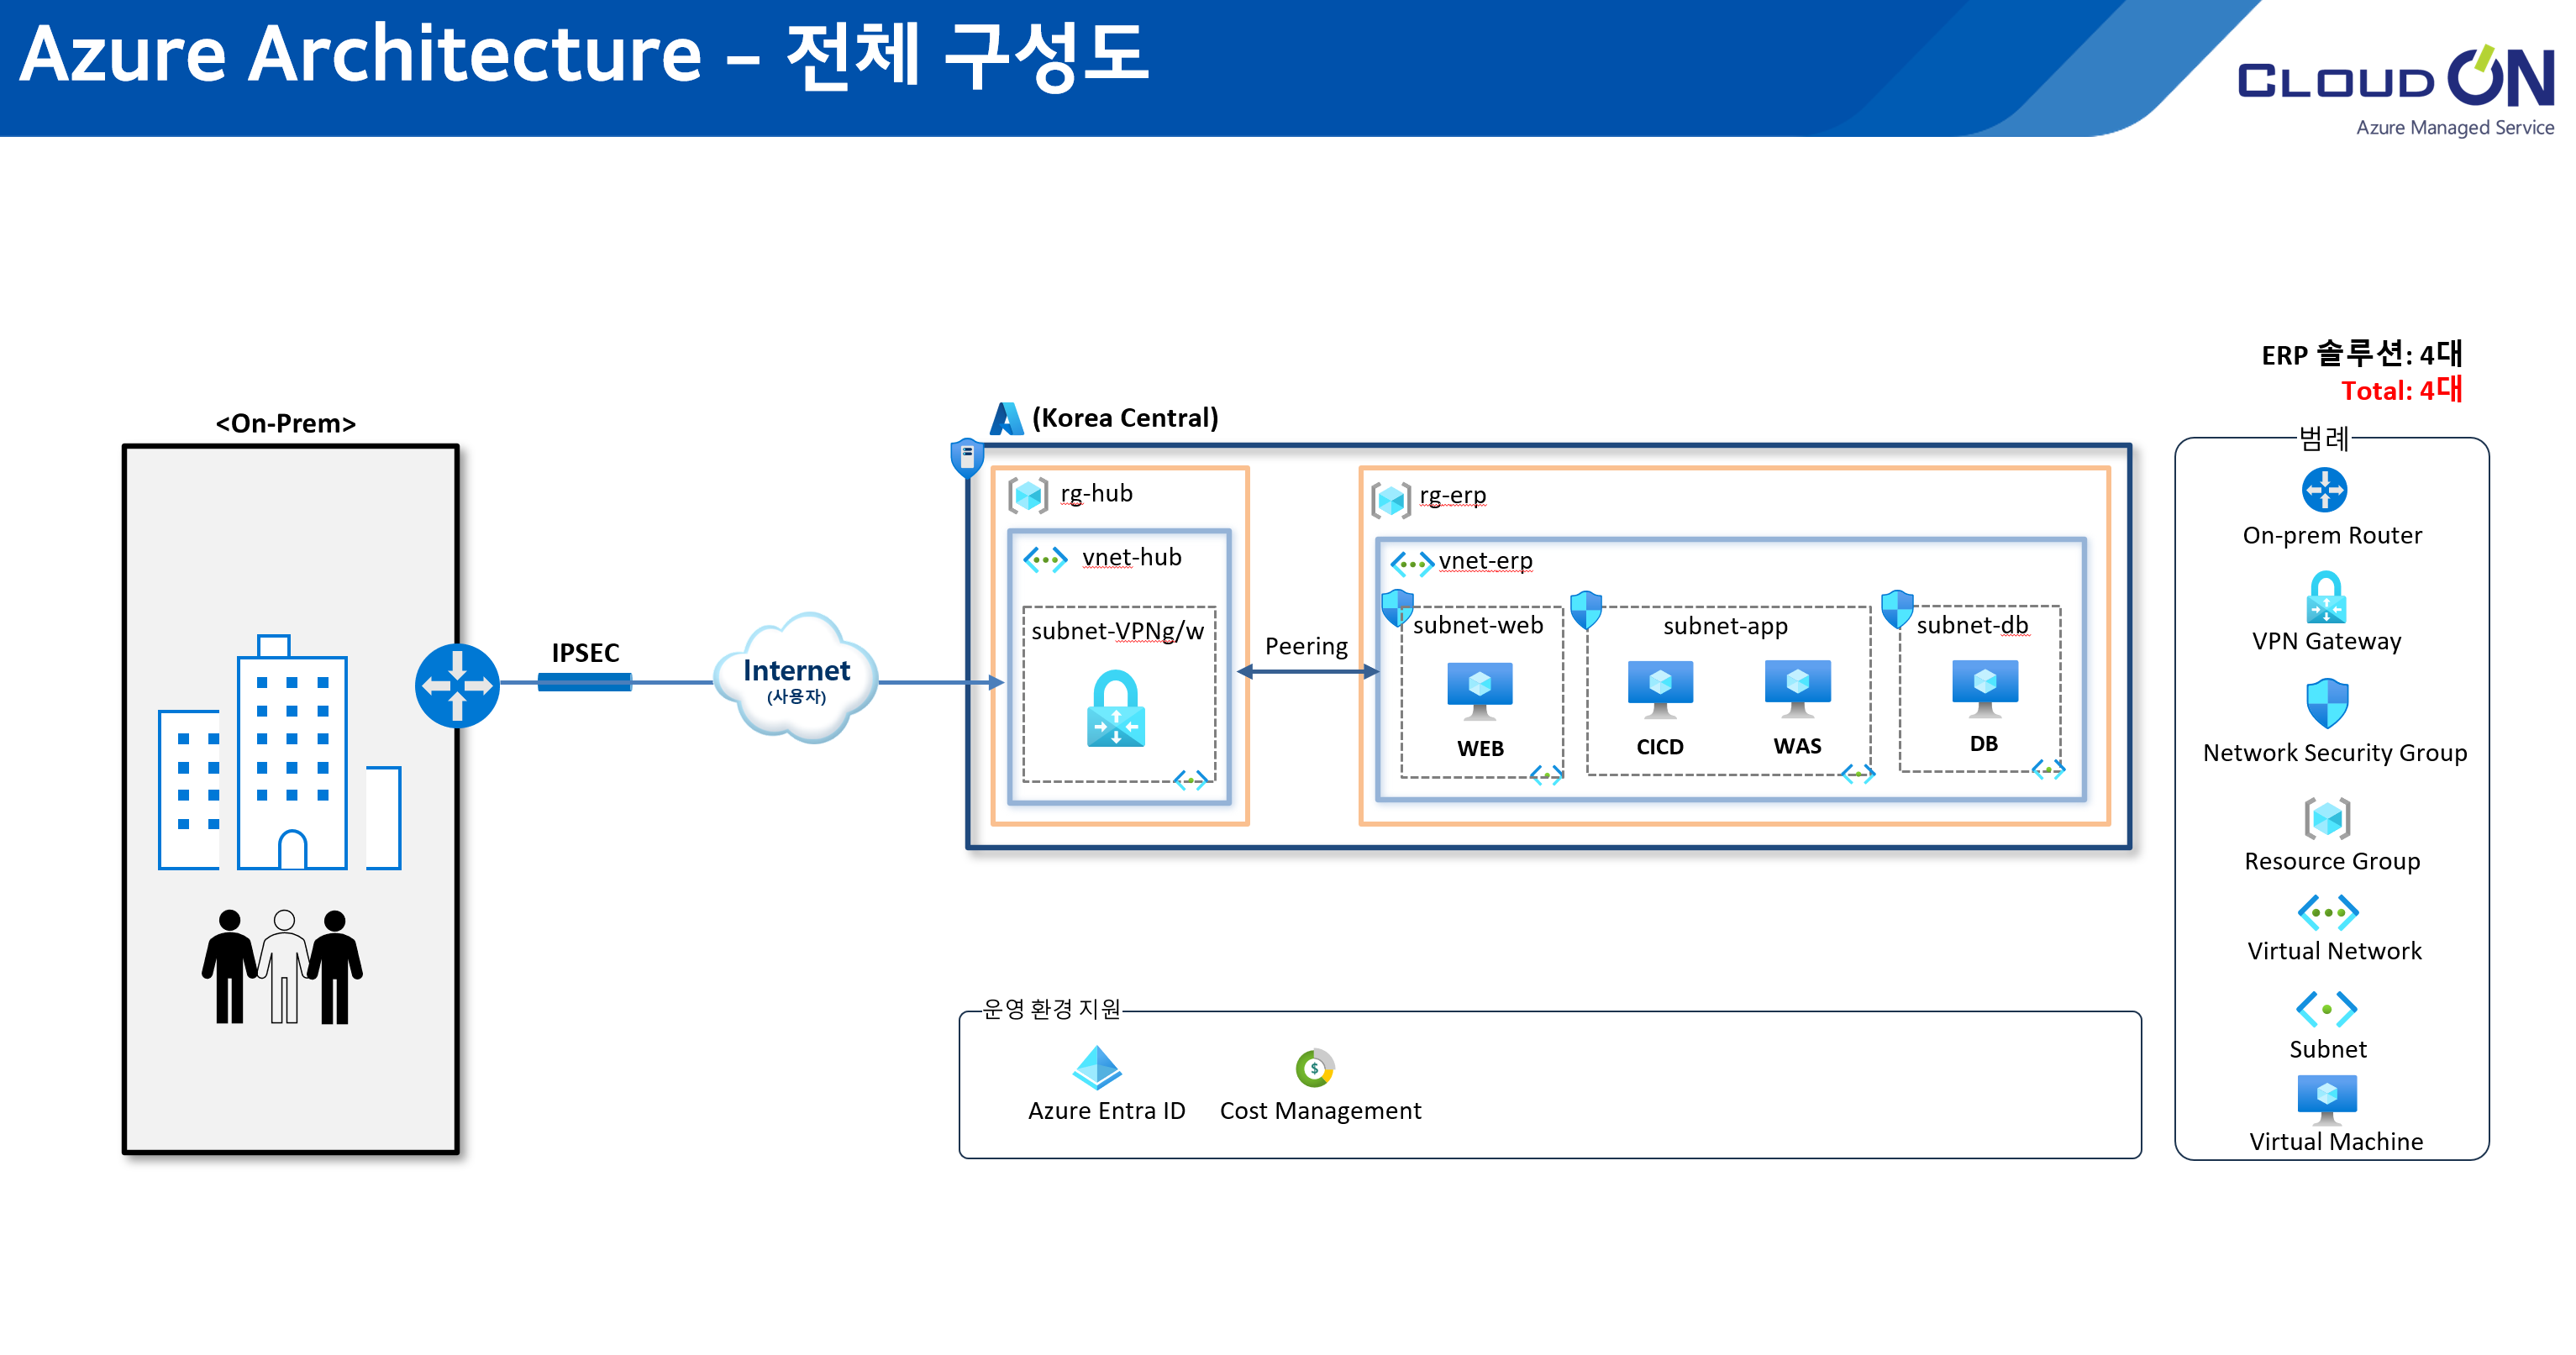 Azure Architecture – 전체 구성도
CLOUD ON
Azure Managed Service
ERP 솔루션: 4대
Total: 4대
<On-Prem>
IPSEC
Internet
(사용자)
(Korea Central)
rg-hub
vnet-hub
subnet-VPNg/w
Peering
rg-erp
vnet-erp
subnet-web
WEB
subnet-app
CICD
WAS
subnet-db
DB
운영 환경 지원
Azure Entra ID
Cost Management
범례
On-prem Router
VPN Gateway
Network Security Group
Resource Group
Virtual Network
Subnet
Virtual Machine